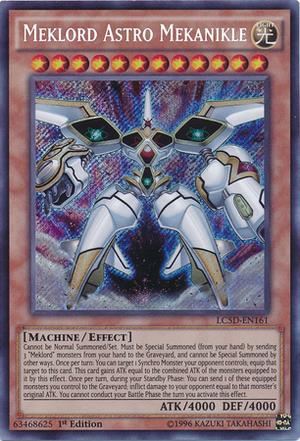 MEKLORD ASTRO MEKANIKLE
LIGHT
光
LC5D-EN161
[MACHINE / EFFECT]
Cannot be Normal Summoned/Set. Must be Special Summoned (from your hand) by sending
3 "Meklord" monsters from your hand to the Graveyard, and cannot be Special Summoned by
other ways. Once per turn: You can target 1 Synchro Monster your opponent controls; equip that
target to this card. This card gains ATK equal to the combined ATK of the monsters equipped
to it by this effect. Once per turn, during your Standby Phase: You can send 1 of these equipped
monsters you control to the Graveyard; inflict damage to your opponent equal to that monster's
original ATK. You cannot conduct your Battle Phase the turn you activate this effect.
ATK/4000 DEF/4000
63468625 1st Edition ©1996 KAZUKI TAKAHASHI